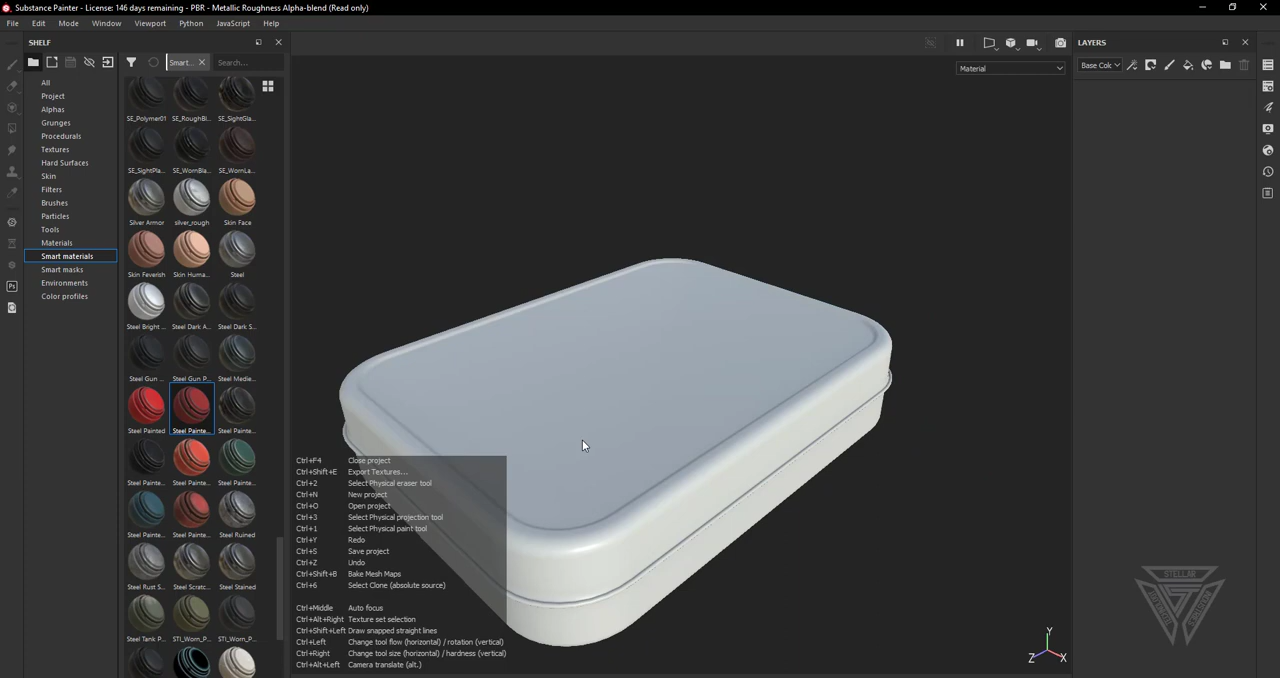 Substance Painter - License: 146 days remaining - PBR - Metallic Roughness Alpha-blend (Read only)
File Edit Mode Window Viewport Python JavaScript Help
SHELF
LAYERS
Smart...
Search...
Material
Base Col
All
Project
Alphas
Grunges
Procedurals
Textures
Hard Surfaces
Skin
Filters
Brushes
Particles
Tools
Materials
Smart materials
Smart masks
Environments
Color profiles
SE_Polymer01 SE_RoughBl... SE_SightGla...
SE_SightPla... SE_WornBla... SE_WornLa...
Silver Armor silver_rough Skin Face
Skin Feverish Skin Huma... Steel
Steel Bright ... Steel Dark A... Steel Dark S...
Steel Gun ... Steel Gun P... Steel Medie...
Steel Painted Steel Painte... Steel Painte...
Steel Painte... Steel Painte... Steel Painte...
Steel Painte... Steel Painte... Steel Ruined
Steel Rust S... Steel Scratc... Steel Stained
Steel Tank P... STI_Worn_P... STI_Worn_P...
Ps
Ctrl+F4 Close project
Ctrl+Shift+E Export Textures...
Ctrl+2 Select Physical eraser tool
Ctrl+N New project
Ctrl+O Open project
Ctrl+3 Select Physical projection tool
Ctrl+1 Select Physical paint tool
Ctrl+Y Redo
Ctrl+S Save project
Ctrl+Z Undo
Ctrl+Shift+B Bake Mesh Maps
Ctrl+6 Select Clone (absolute source)
Ctrl+Middle Auto focus
Ctrl+Alt+Right Texture set selection
Ctrl+Shift+Left Draw snapped straight lines
Ctrl+Left Change tool flow (horizontal) / rotation (vertical)
Ctrl+Right Change tool size (horizontal) / hardness (vertical)
Ctrl+Alt+Left Camera translate (alt.)
STELLAR
Y
Z X